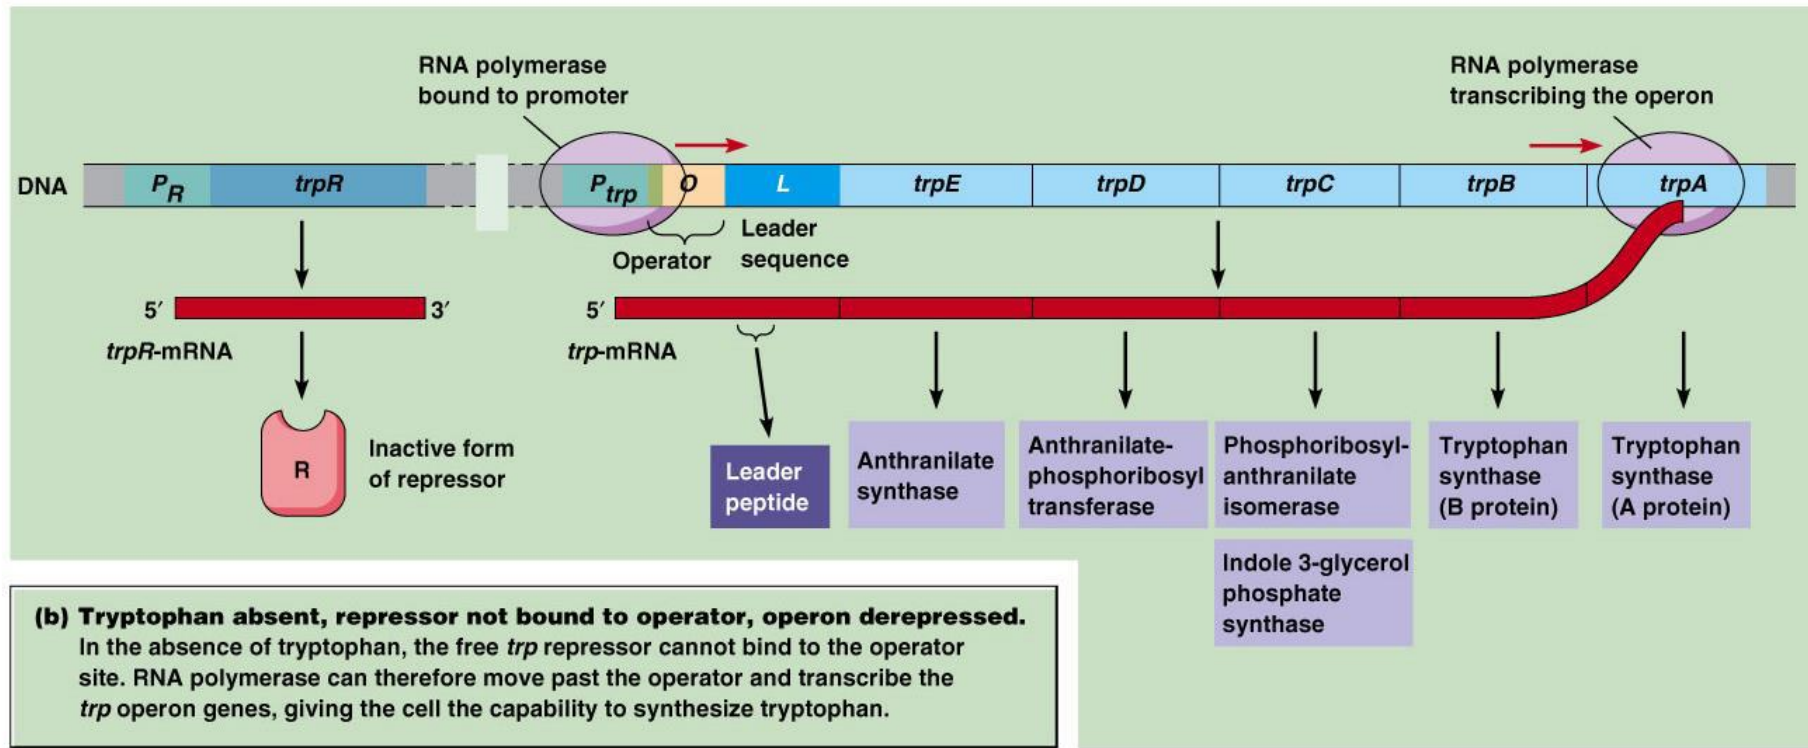 RNA polymerase
bound to promoter
RNA polymerase
transcribing the operon
DNA
PR
trpR
Ptrp
O
L
trpE
trpD
trpC
trpB
trpA
Operator
Leader
sequence
5′
3′
trpR-mRNA
5′
trp-mRNA
R
Inactive form
of repressor
Leader
peptide
Anthranilate
synthase
Anthranilate-
phosphoribosyl
transferase
Phosphoribosyl-
anthranilate
isomerase
Indole 3-glycerol
phosphate
synthase
Tryptophan
synthase
(B protein)
Tryptophan
synthase
(A protein)
(b) Tryptophan absent, repressor not bound to operator, operon derepressed.
In the absence of tryptophan, the free trp repressor cannot bind to the operator
site. RNA polymerase can therefore move past the operator and transcribe the
trp operon genes, giving the cell the capability to synthesize tryptophan.